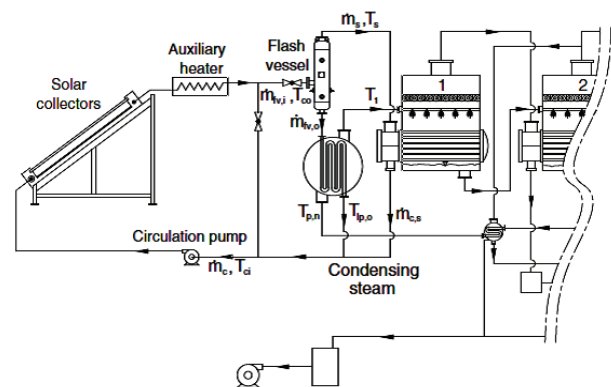 ṁs, Ts
Flash
vessel
Auxiliary
heater
Solar
collectors
ṁfv,i , Tco
T1
1
2
ṁfv,o
Tp,n
Tlp,o
ṁc,s
Circulation pump
ṁc, Tci
Condensing
steam